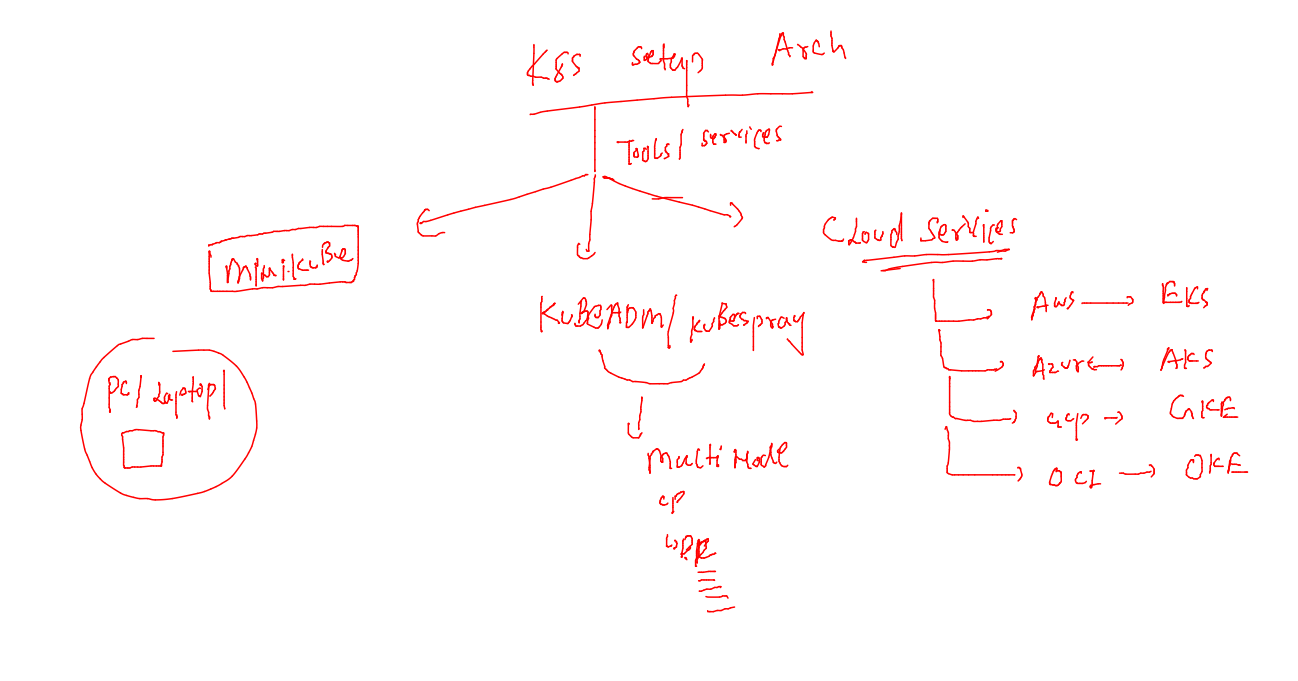 K8S setup Arch
Tools/ services
Cloud services
minikuBe
AWS EKS
KuBeADM/ kuBespray
Azure AKS
PC/ Laptop/
GCP GKE
Multi Node
OCI OKE
CP